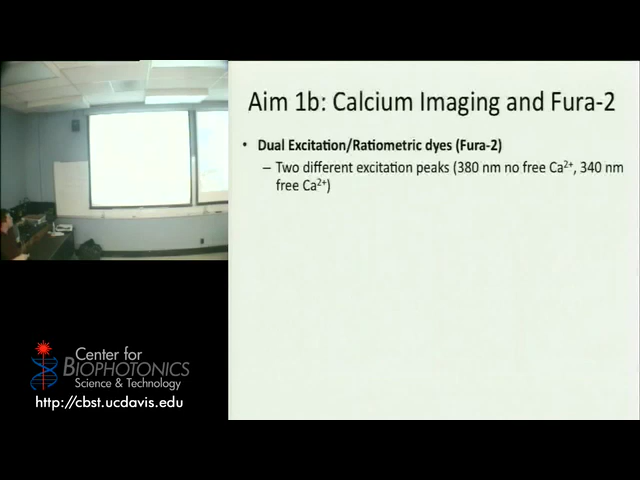 Aim 1b: Calcium Imaging and Fura-2
• Dual Excitation/Ratiometric dyes (Fura-2)
– Two different excitation peaks (380 nm no free Ca²⁺, 340 nm
free Ca²⁺)
Center for
BIOPHOTONICS
Science & Technology
http://cbst.ucdavis.edu